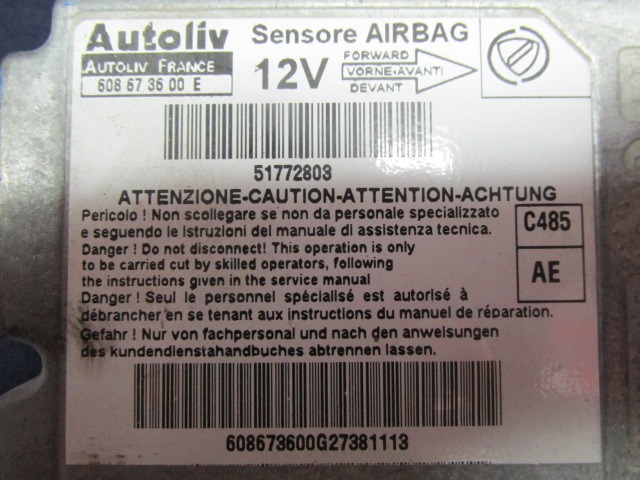 Autoliv
Sensore AIRBAG
AUTOLIV FRANCE
608 67 36 00 E
12V
FORWARD
VORNE-AVANTI
DEVANT
51772803
ATTENZIONE-CAUTION-ATTENTION-ACHTUNG
Pericolo ! Non scollegare se non da personale specializzato
e seguendo le Istruzioni del manuale di assistenza tecnica.
Danger ! Do not disconnect! This operation is only
to be carried cut by skilled operators, following
the instructions given in the service manual
Danger ! Seul le personnel spécialisé est autorisé à
débrancher en se tenant aux instructions du manuel de réparation.
Gefahr ! Nur von fachpersonal und nach den anweisungen
des kundendienstahandbuches abtrennen lassen.
C485
AE
608673600G27381113